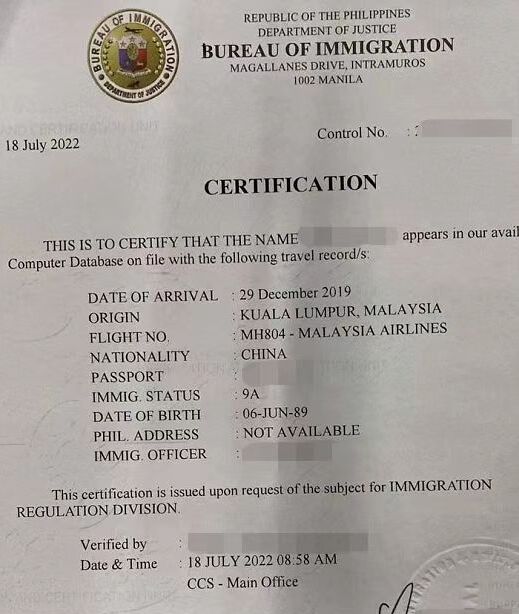 REPUBLIC OF THE PHILIPPINES
DEPARTMENT OF JUSTICE
BUREAU OF IMMIGRATION
MAGALLANES DRIVE, INTRAMUROS
1002 MANILA
BUREAU OF IMMIGRATION
DEPARTMENT OF JUSTICE
Control No. :
18 July 2022
CERTIFICATION
THIS IS TO CERTIFY THAT THE NAME appears in our avail
Computer Database on file with the following travel record/s:
DATE OF ARRIVAL : 29 December 2019
ORIGIN : KUALA LUMPUR, MALAYSIA
FLIGHT NO. : MH804 - MALAYSIA AIRLINES
NATIONALITY : CHINA
PASSPORT :
IMMIG. STATUS : 9A
DATE OF BIRTH : 06-JUN-89
PHIL. ADDRESS : NOT AVAILABLE
IMMIG. OFFICER :
This certification is issued upon request of the subject for IMMIGRATION
REGULATION DIVISION.
Verified by :
Date & Time : 18 JULY 2022 08:58 AM
CCS - Main Office